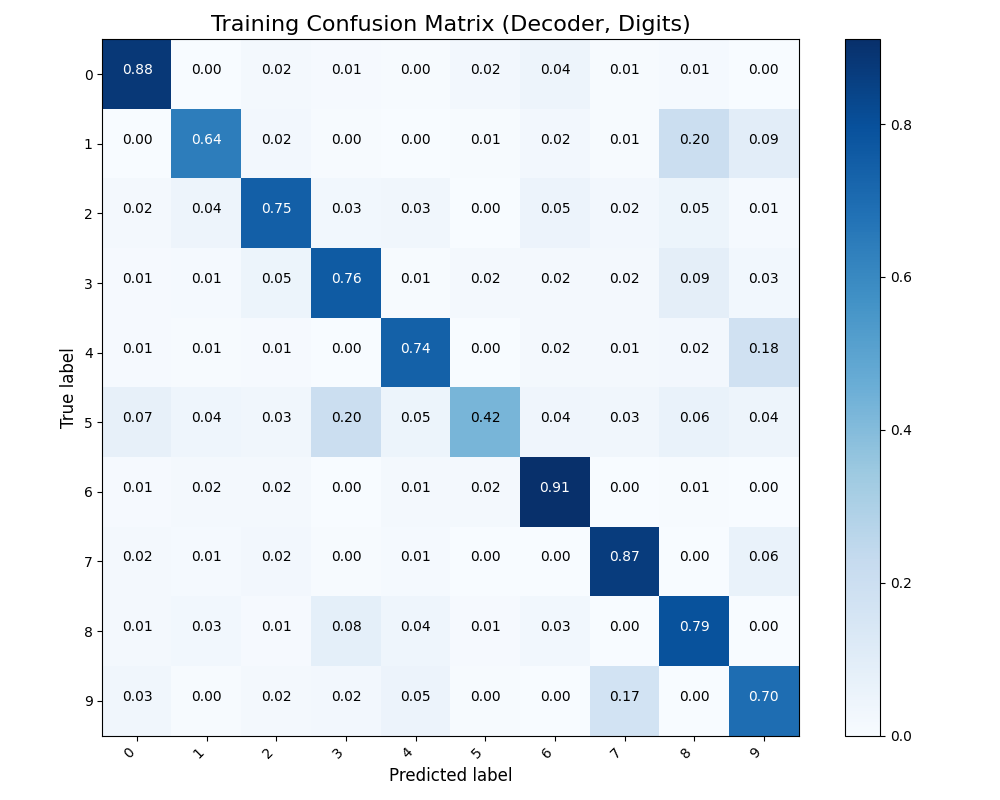 Training Confusion Matrix (Decoder, Digits)
0 0.88 0.00 0.02 0.01 0.00 0.02 0.04 0.01 0.01 0.00
1 0.00 0.64 0.02 0.00 0.00 0.01 0.02 0.01 0.20 0.09
2 0.02 0.04 0.75 0.03 0.03 0.00 0.05 0.02 0.05 0.01
3 0.01 0.01 0.05 0.76 0.01 0.02 0.02 0.02 0.09 0.03
4 0.01 0.01 0.01 0.00 0.74 0.00 0.02 0.01 0.02 0.18
5 0.07 0.04 0.03 0.20 0.05 0.42 0.04 0.03 0.06 0.04
6 0.01 0.02 0.02 0.00 0.01 0.02 0.91 0.00 0.01 0.00
7 0.02 0.01 0.02 0.00 0.01 0.00 0.00 0.87 0.00 0.06
8 0.01 0.03 0.01 0.08 0.04 0.01 0.03 0.00 0.79 0.00
9 0.03 0.00 0.02 0.02 0.05 0.00 0.00 0.17 0.00 0.70
0 1 2 3 4 5 6 7 8 9
Predicted label
True label
0.8
0.6
0.4
0.2
0.0